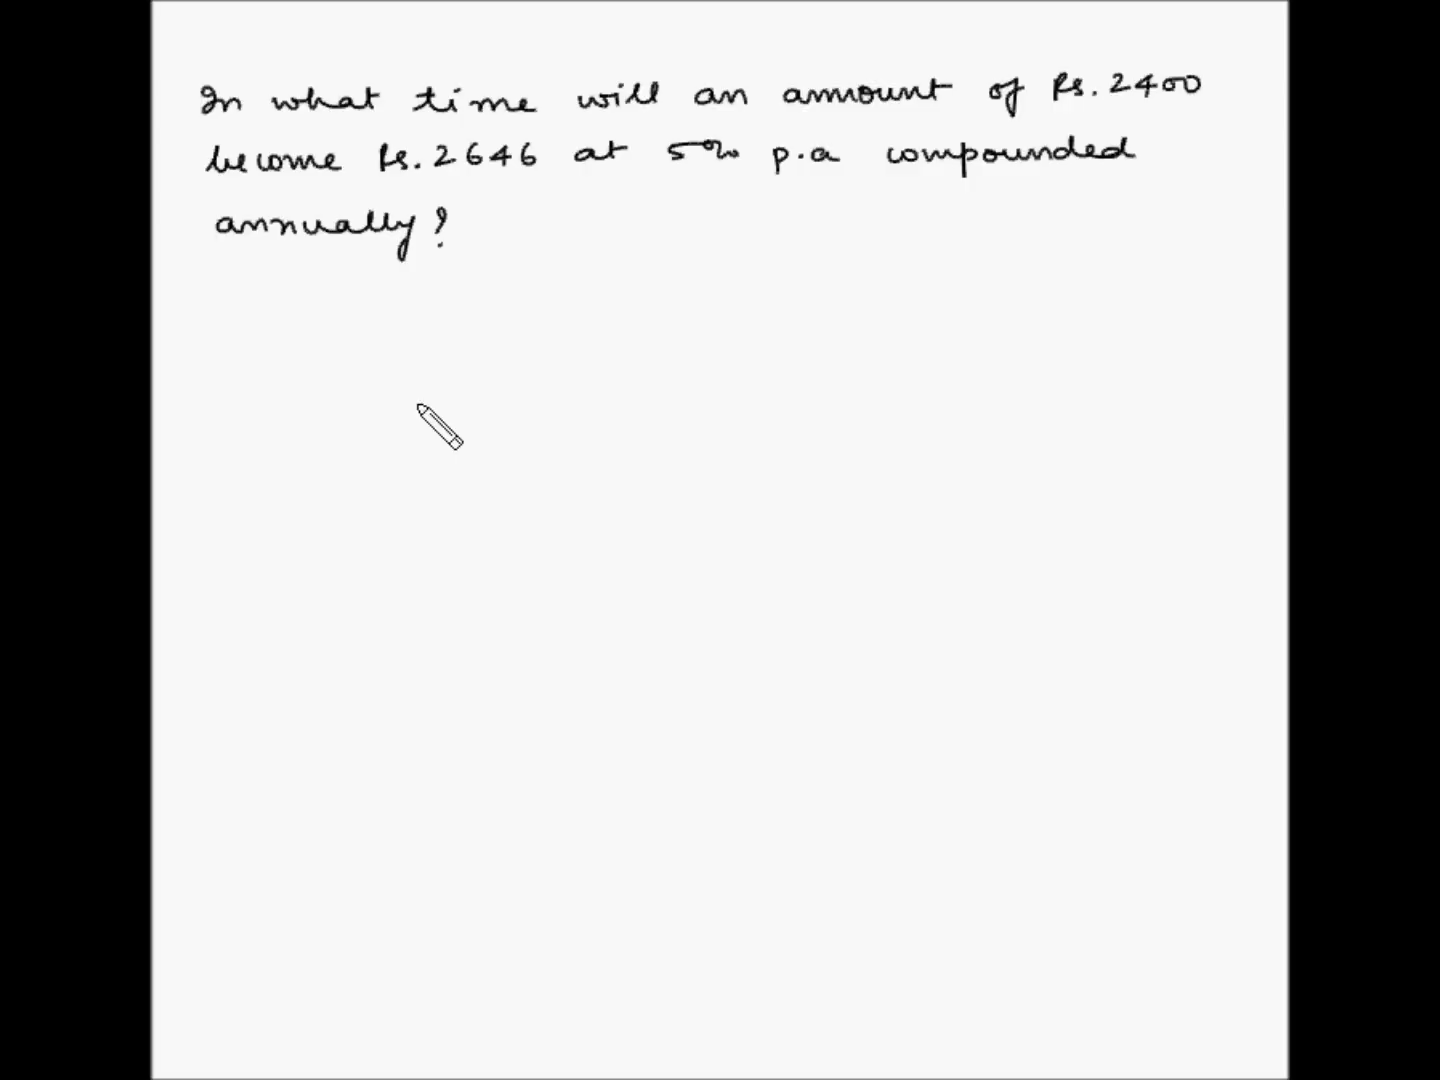 In what time will an amount of Rs. 2400
become Rs. 2646 at 5% p.a compounded
annually?